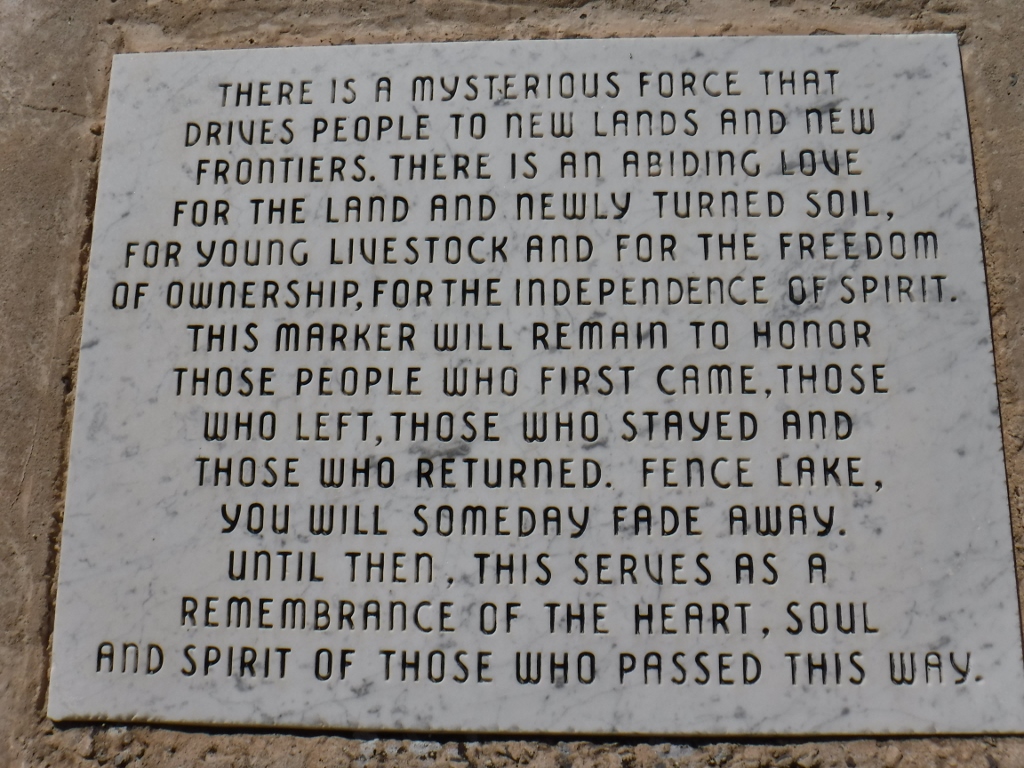 THERE IS A MYSTERIOUS FORCE THAT
DRIVES PEOPLE TO NEW LANDS AND NEW
FRONTIERS. THERE IS AN ABIDING LOVE
FOR THE LAND AND NEWLY TURNED SOIL,
FOR YOUNG LIVESTOCK AND FOR THE FREEDOM
OF OWNERSHIP, FOR THE INDEPENDENCE OF SPIRIT.
THIS MARKER WILL REMAIN TO HONOR
THOSE PEOPLE WHO FIRST CAME, THOSE
WHO LEFT, THOSE WHO STAYED AND
THOSE WHO RETURNED. FENCE LAKE,
YOU WILL SOMEDAY FADE AWAY.
UNTIL THEN, THIS SERVES AS A
REMEMBRANCE OF THE HEART, SOUL
AND SPIRIT OF THOSE WHO PASSED THIS WAY.